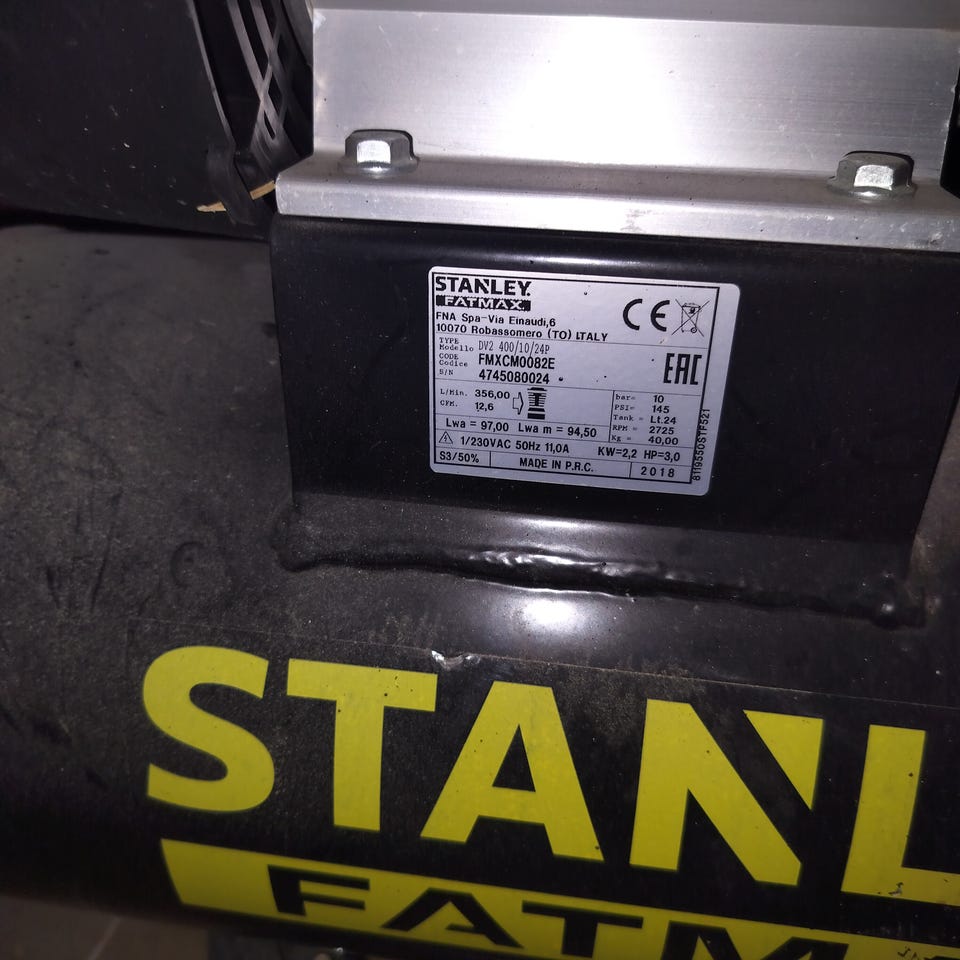 STANLEY.
FATMAX.
FNA Spa-Via Einaudi,6
10070 Robassomero (TO) ITALY
CE
TYPE
Modello DV2 400/10/24P
CODE
Codice FMXCM0082E
S/N 4745080024
EAC
L/Min. 356,00
CFM. 12,6
bar= 10
PSI= 145
Tank = Lt.24
RPM = 2725
Kg = 40,00
Lwa = 97,00 Lwa m = 94,50
1/230VAC 50Hz 11,0A KW=2,2 HP=3,0
S3/50% MADE IN P.R.C. 2018
8119550STF521
STANL
FATM